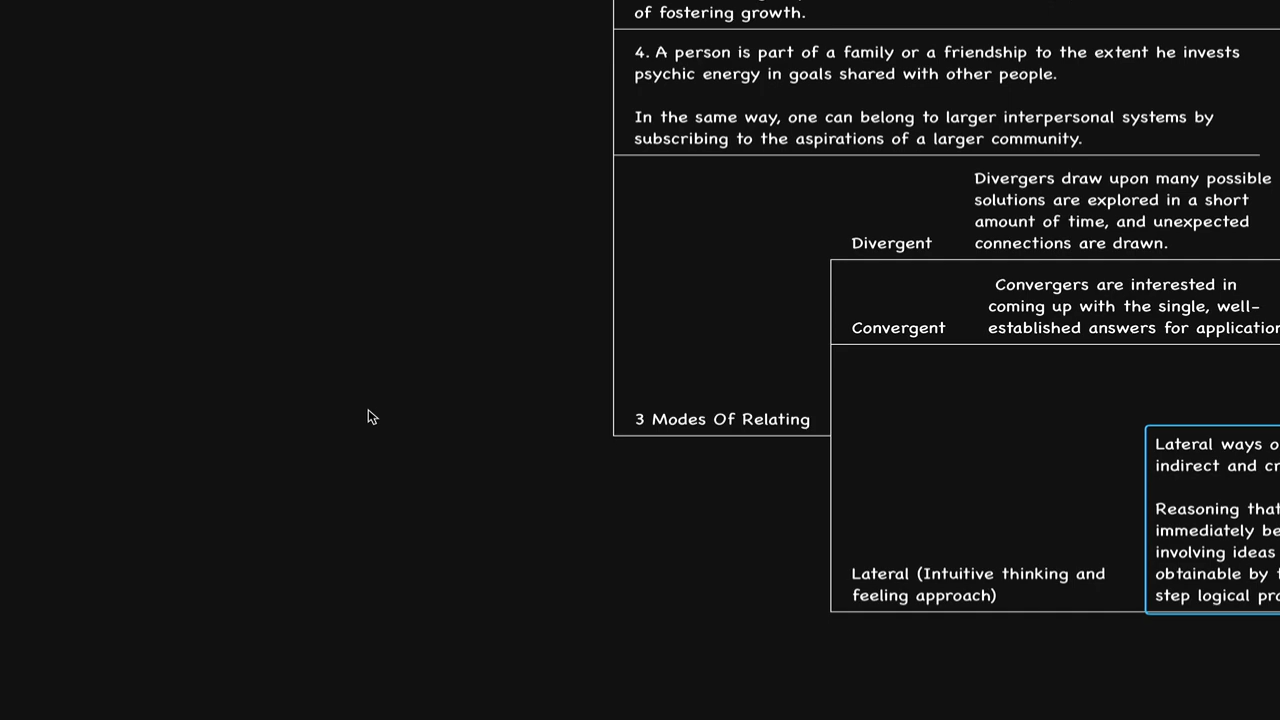 of fostering growth.
4. A person is part of a family or a friendship to the extent he invests
psychic energy in goals shared with other people.
In the same way, one can belong to larger interpersonal systems by
subscribing to the aspirations of a larger community.
Divergers draw upon many possible
solutions are explored in a short
amount of time, and unexpected
connections are drawn.
Divergent
Convergers are interested in
coming up with the single, well-
established answers for application
Convergent
3 Modes Of Relating
Lateral ways o
indirect and cr
Reasoning that
immediately be
involving ideas
obtainable by t
step logical pro
Lateral (Intuitive thinking and
feeling approach)